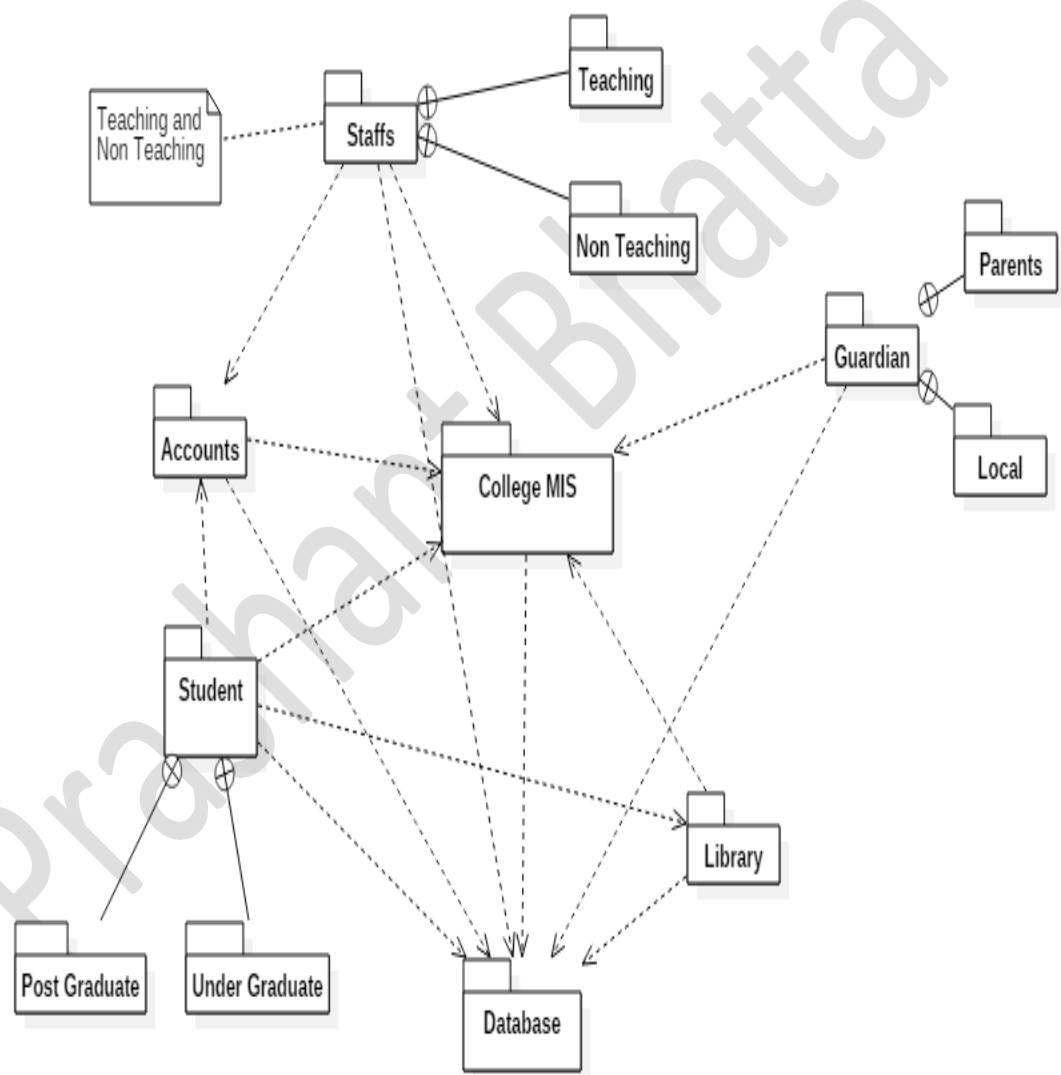 Teaching
Teaching and
Non Teaching
Staffs
Non Teaching
Parents
Guardian
Accounts
Local
College MIS
Student
Library
Post Graduate
Under Graduate
Database
Prashant Bhatta